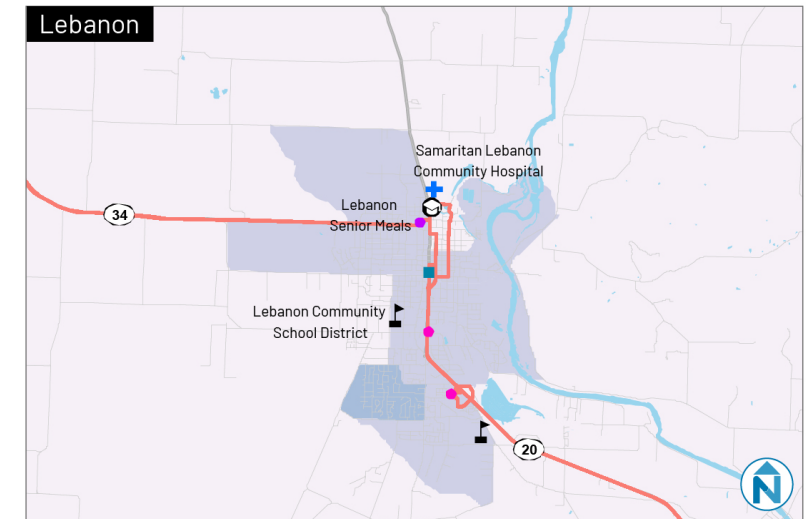 Lebanon
Samaritan Lebanon
Community Hospital
34
Lebanon
Senior Meals
Lebanon Community
School District
20
N